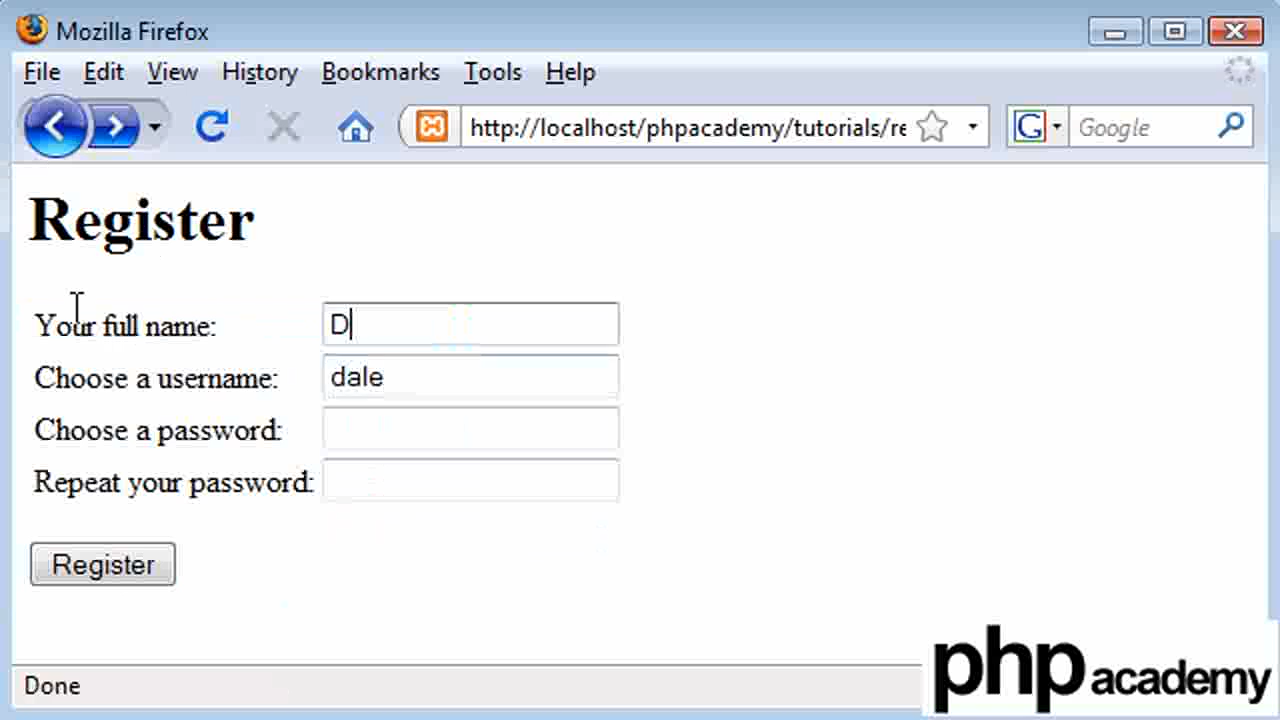 Mozilla Firefox
File Edit View History Bookmarks Tools Help
http://localhost/phpacademy/tutorials/re
G Google
Register
Your full name: D
Choose a username: dale
Choose a password:
Repeat your password:
Register
Done
php academy